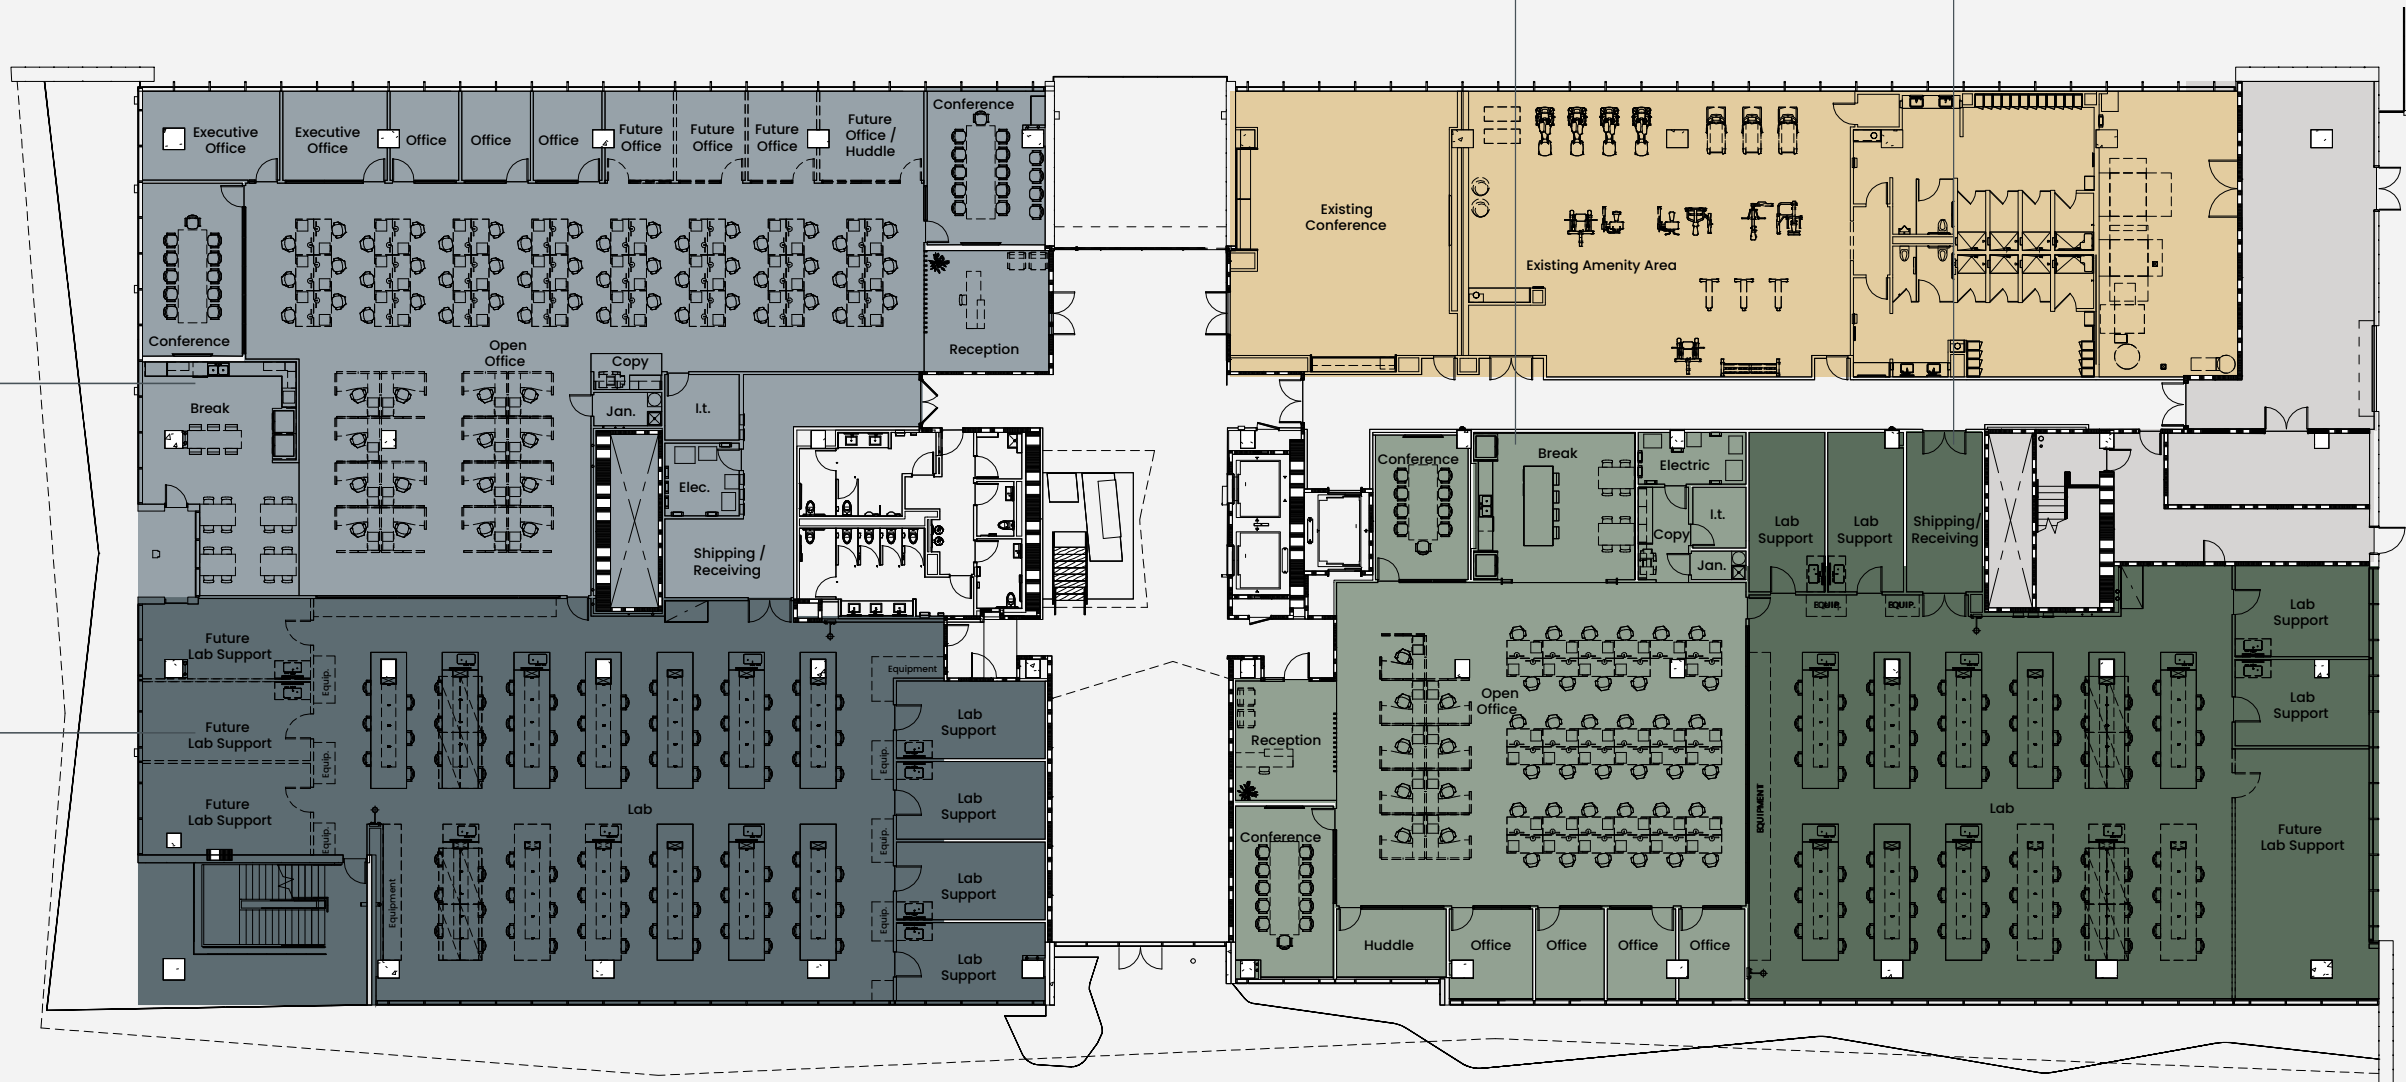 Executive
Office
Executive
Office
Office
Office
Office
Future
Office
Future
Office
Future
Office
Future
Office /
Huddle
Conference
Conference
Open
Office
Reception
Copy
Jan.
I.t.
Elec.
Break
Shipping /
Receiving
Existing
Conference
Existing Amenity Area
Future
Lab Support
Future
Lab Support
Future
Lab Support
Equip.
Equip.
Equip.
Equipment
Lab
Equipment
Equip.
Equip.
Equip.
Lab
Support
Lab
Support
Lab
Support
Lab
Support
Conference
Break
Electric
I.t.
Copy
Jan.
Lab
Support
Lab
Support
Shipping/
Receiving
EQUIP.
EQUIP.
Open
Office
Reception
Conference
Huddle
Office
Office
Office
Office
EQUIPMENT
Lab
Lab
Support
Lab
Support
Future
Lab Support